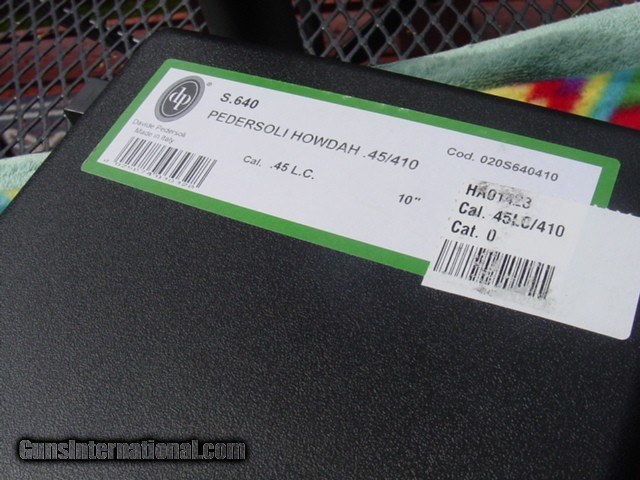 dp
®
Davide Pedersoli
Made in Italy
S.640
PEDERSOLI HOWDAH .45/410
Cal. .45 L.C.
10"
Cod. 020S640410
HA01423
Cal. 45LC/410
Cat. 0
GunsInternational.com